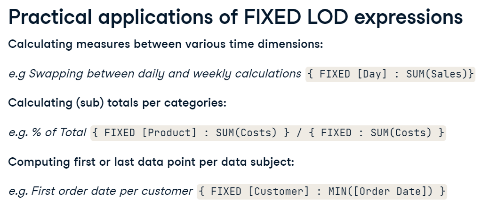 Practical applications of FIXED LOD expressions
Calculating measures between various time dimensions:
e.g Swapping between daily and weekly calculations { FIXED [Day] : SUM(Sales)}
Calculating (sub) totals per categories:
e.g. % of Total { FIXED [Product] : SUM(Costs) } / { FIXED : SUM(Costs) }
Computing first or last data point per data subject:
e.g. First order date per customer { FIXED [Customer] : MIN([Order Date]) }